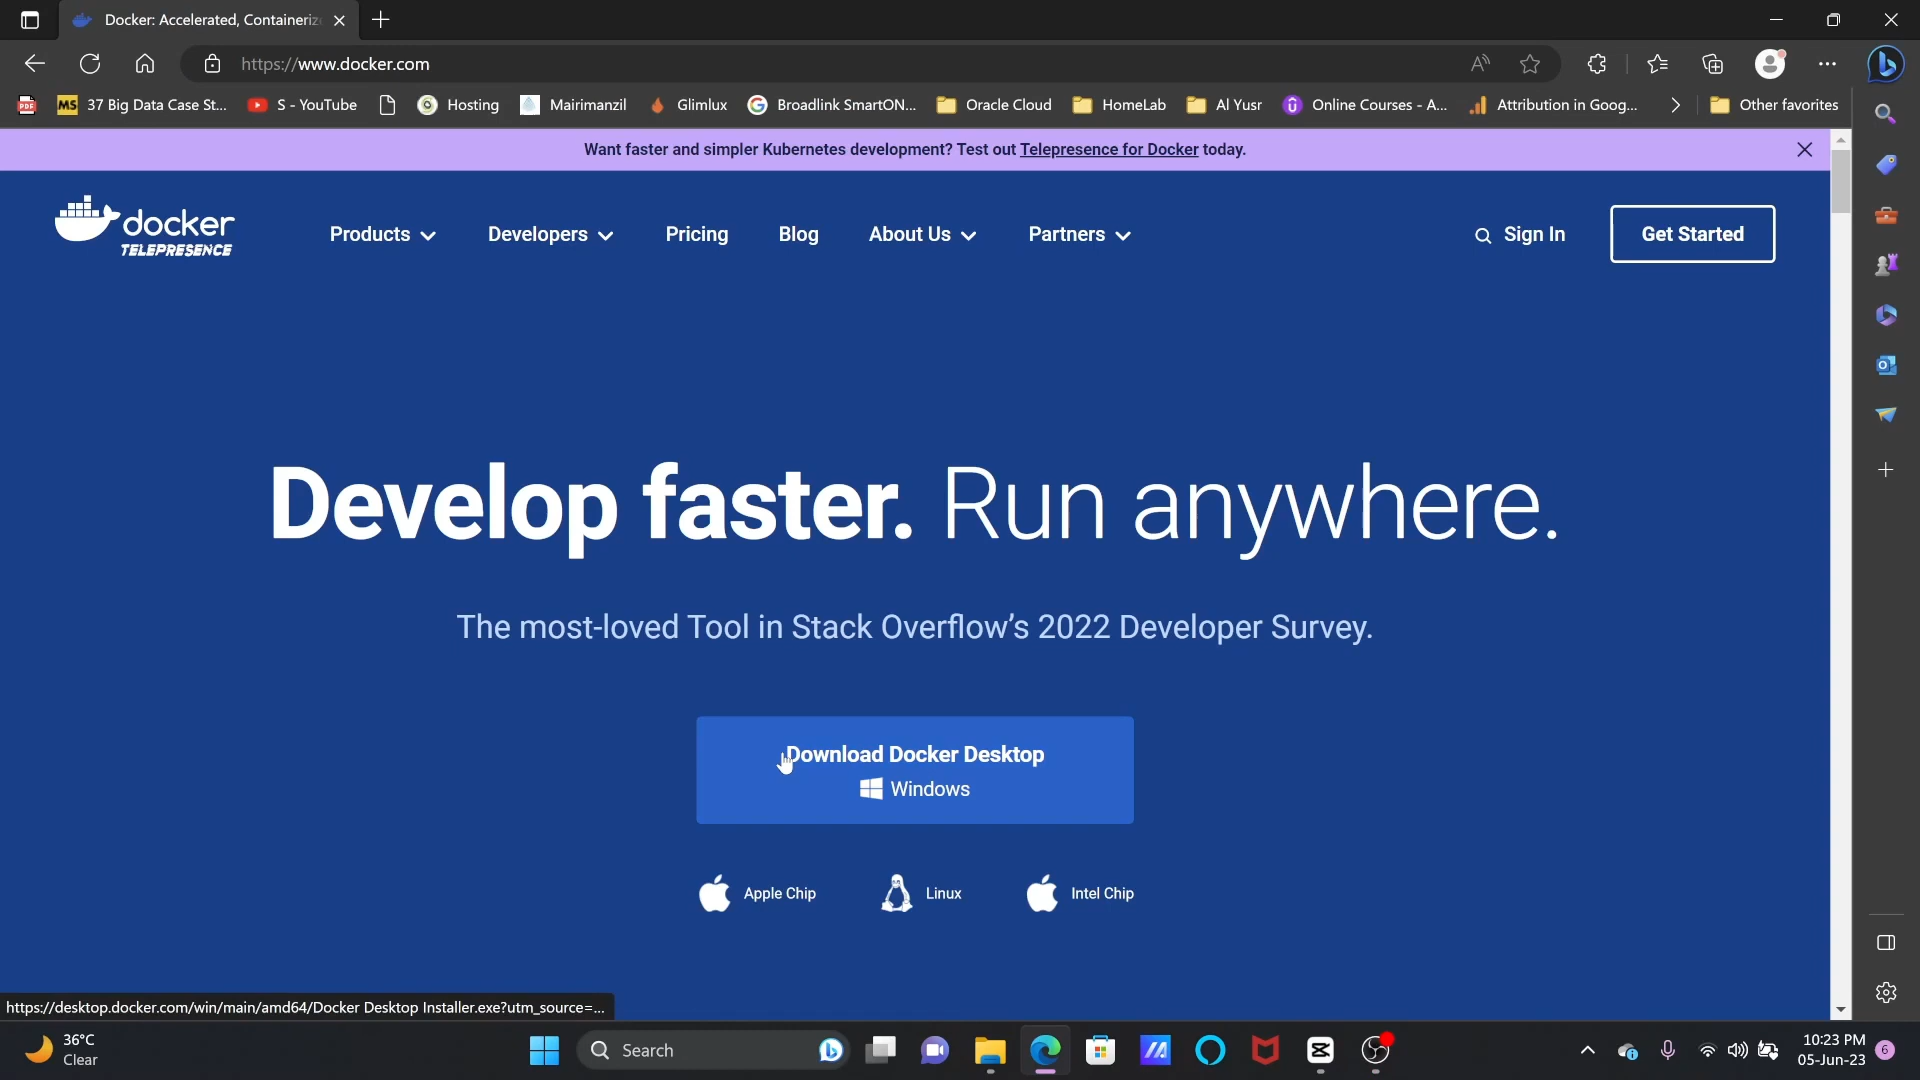 Docker: Accelerated, Containeriz
https://www.docker.com
PDF
MS 37 Big Data Case St...
S - YouTube
Hosting
Mairimanzil
Glimlux
Broadlink SmartON...
Oracle Cloud
HomeLab
Al Yusr
Online Courses - A...
Attribution in Goog...
Other favorites
Want faster and simpler Kubernetes development? Test out Telepresence for Docker today.
docker
TELEPRESENCE
Products
Developers
Pricing
Blog
About Us
Partners
Sign In
Get Started
Develop faster. Run anywhere.
The most-loved Tool in Stack Overflow's 2022 Developer Survey.
Download Docker Desktop
Windows
Apple Chip
Linux
Intel Chip
https://desktop.docker.com/win/main/amd64/Docker Desktop Installer.exe?utm_source=...
36°C
Clear
Search
10:23 PM
05-Jun-23
6